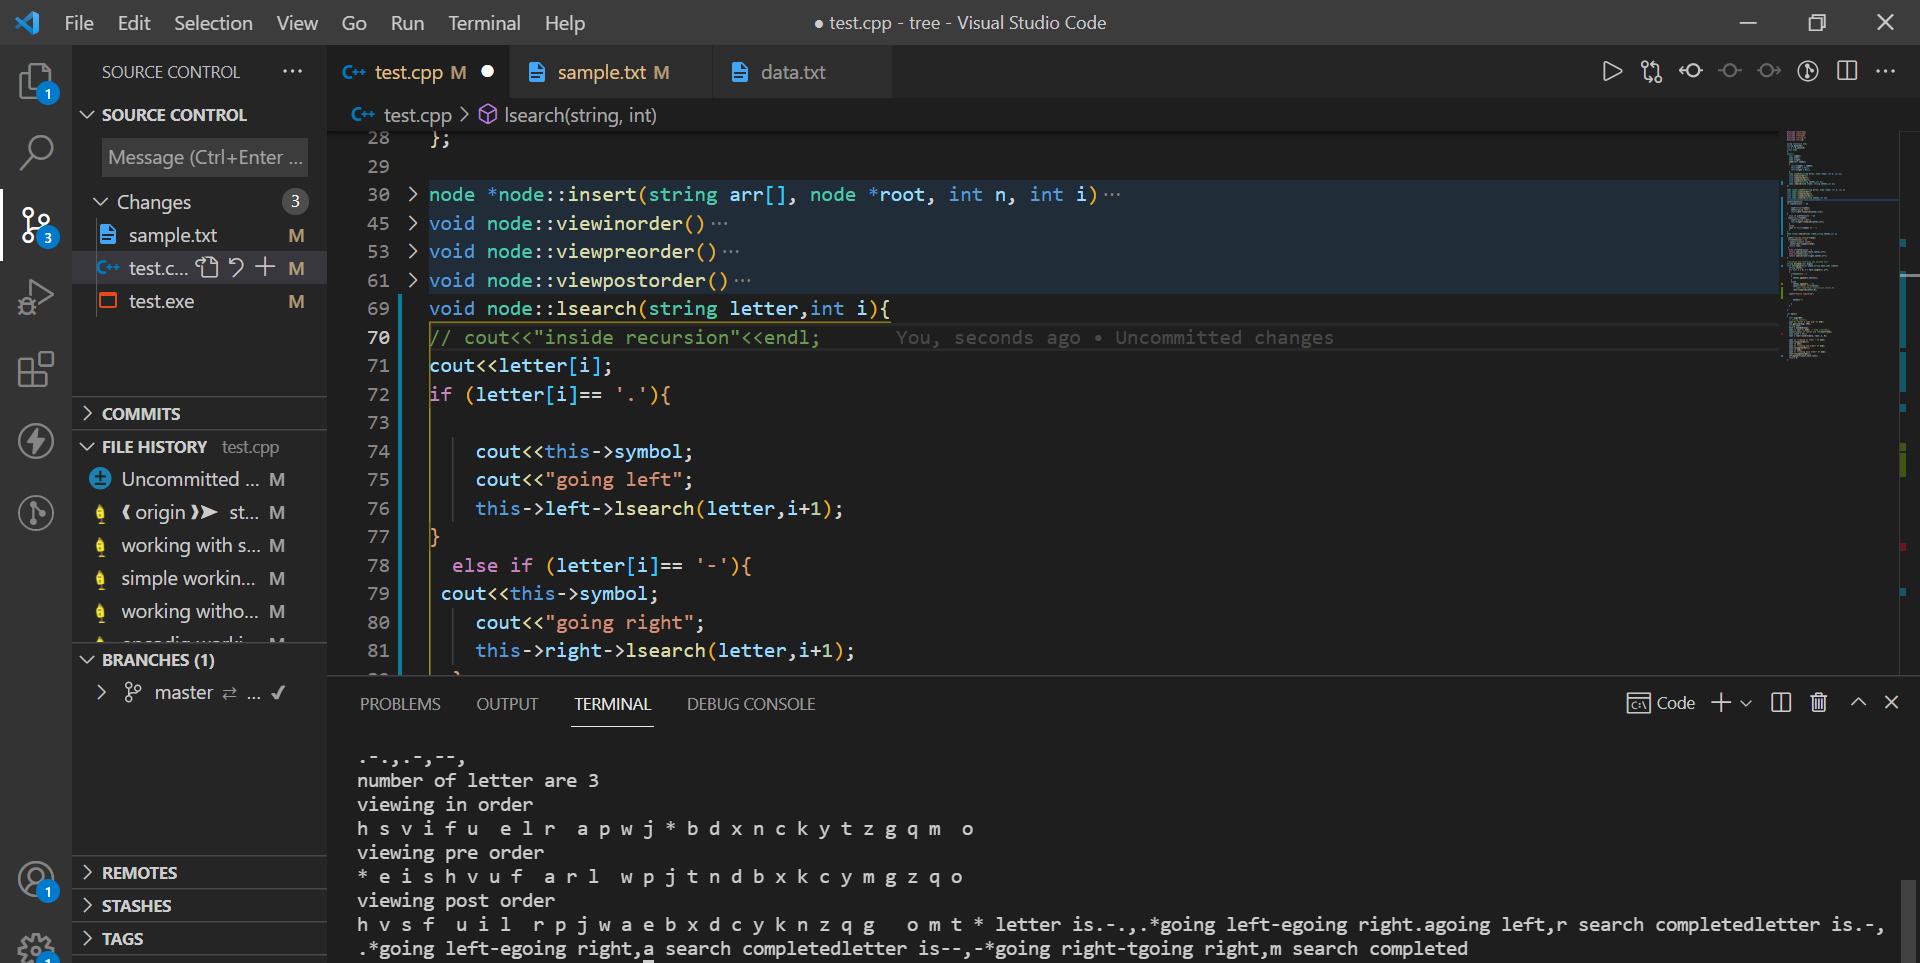 File Edit Selection View Go Run Terminal Help
● test.cpp - tree - Visual Studio Code
SOURCE CONTROL ···
SOURCE CONTROL
Message (Ctrl+Enter ...
Changes 3
sample.txt M
test.c... M
test.exe M
COMMITS
FILE HISTORY test.cpp
Uncommitted ... M
origin st... M
working with s... M
simple workin... M
working witho... M
BRANCHES (1)
master ⇄ ... ✓
REMOTES
STASHES
TAGS
1
3
1
1
C++ test.cpp M ●
sample.txt M
data.txt
C++ test.cpp > lsearch(string, int)
28 };
29
30 > node *node::insert(string arr[], node *root, int n, int i)···
45 > void node::viewinorder()···
53 > void node::viewpreorder()···
61 > void node::viewpostorder()···
69 void node::lsearch(string letter,int i){
70 // cout<<"inside recursion"<<endl; You, seconds ago • Uncommitted changes
71 cout<<letter[i];
72 if (letter[i]== '.'){
73
74 cout<<this->symbol;
75 cout<<"going left";
76 this->left->lsearch(letter,i+1);
77 }
78 else if (letter[i]== '-'){
79 cout<<this->symbol;
80 cout<<"going right";
81 this->right->lsearch(letter,i+1);
PROBLEMS OUTPUT TERMINAL DEBUG CONSOLE
Code
.-.,.-,--,
number of letter are 3
viewing in order
h s v i f u  e l r  a p w j * b d x n c k y t z g q m  o
viewing pre order
* e i s h v u f  a r l  w p j t n d b x k c y m g z q o
viewing post order
h v s f  u i l  r p j w a e b x d c y k n z q g   o m t * letter is.-.,.*going left-egoing right.agoing left,r search completedletter is.-,
.*going left-egoing right,a search completedletter is--,-*going right-tgoing right,m search completed